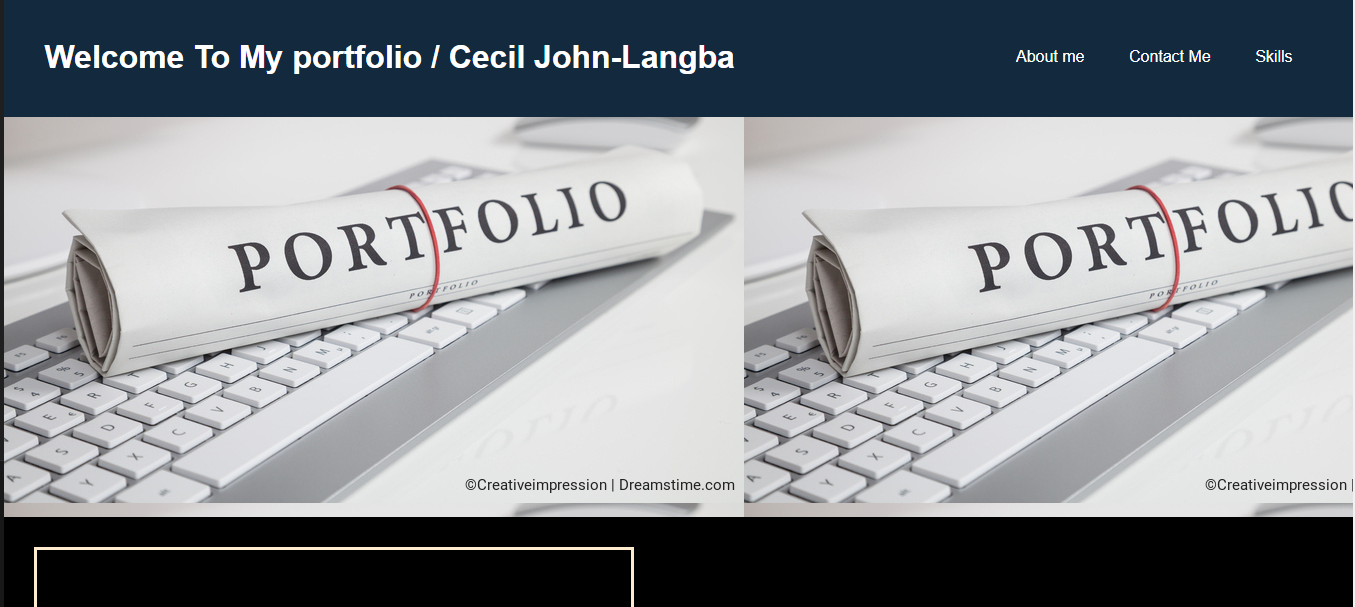 Welcome To My portfolio / Cecil John-Langba
About me
Contact Me
Skills
PORTFOLIO
PORTFOLIO
PORTFOLIO
PORTFOLIO
©Creativeimpression | Dreamstime.com
©Creativeimpression |